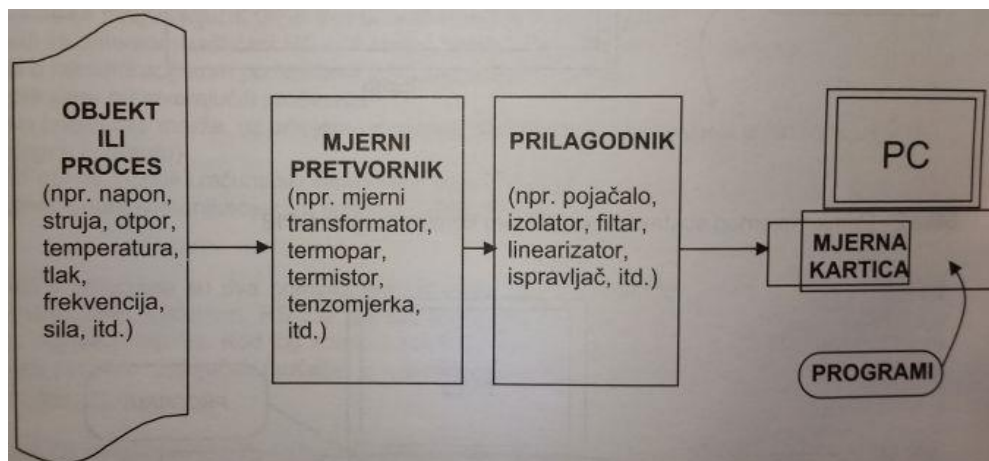 OBJEKT
ILI
PROCES
(npr. napon,
struja, otpor,
temperatura,
tlak,
frekvencija,
sila, itd.)
MJERNI
PRETVORNIK
(npr. mjerni
transformator,
termopar,
termistor,
tenzomjerka,
itd.)
PRILAGODNIK
(npr. pojačalo,
izolator, filtar,
linearizator,
ispravljač, itd.)
PC
MJERNA
KARTICA
PROGRAMI